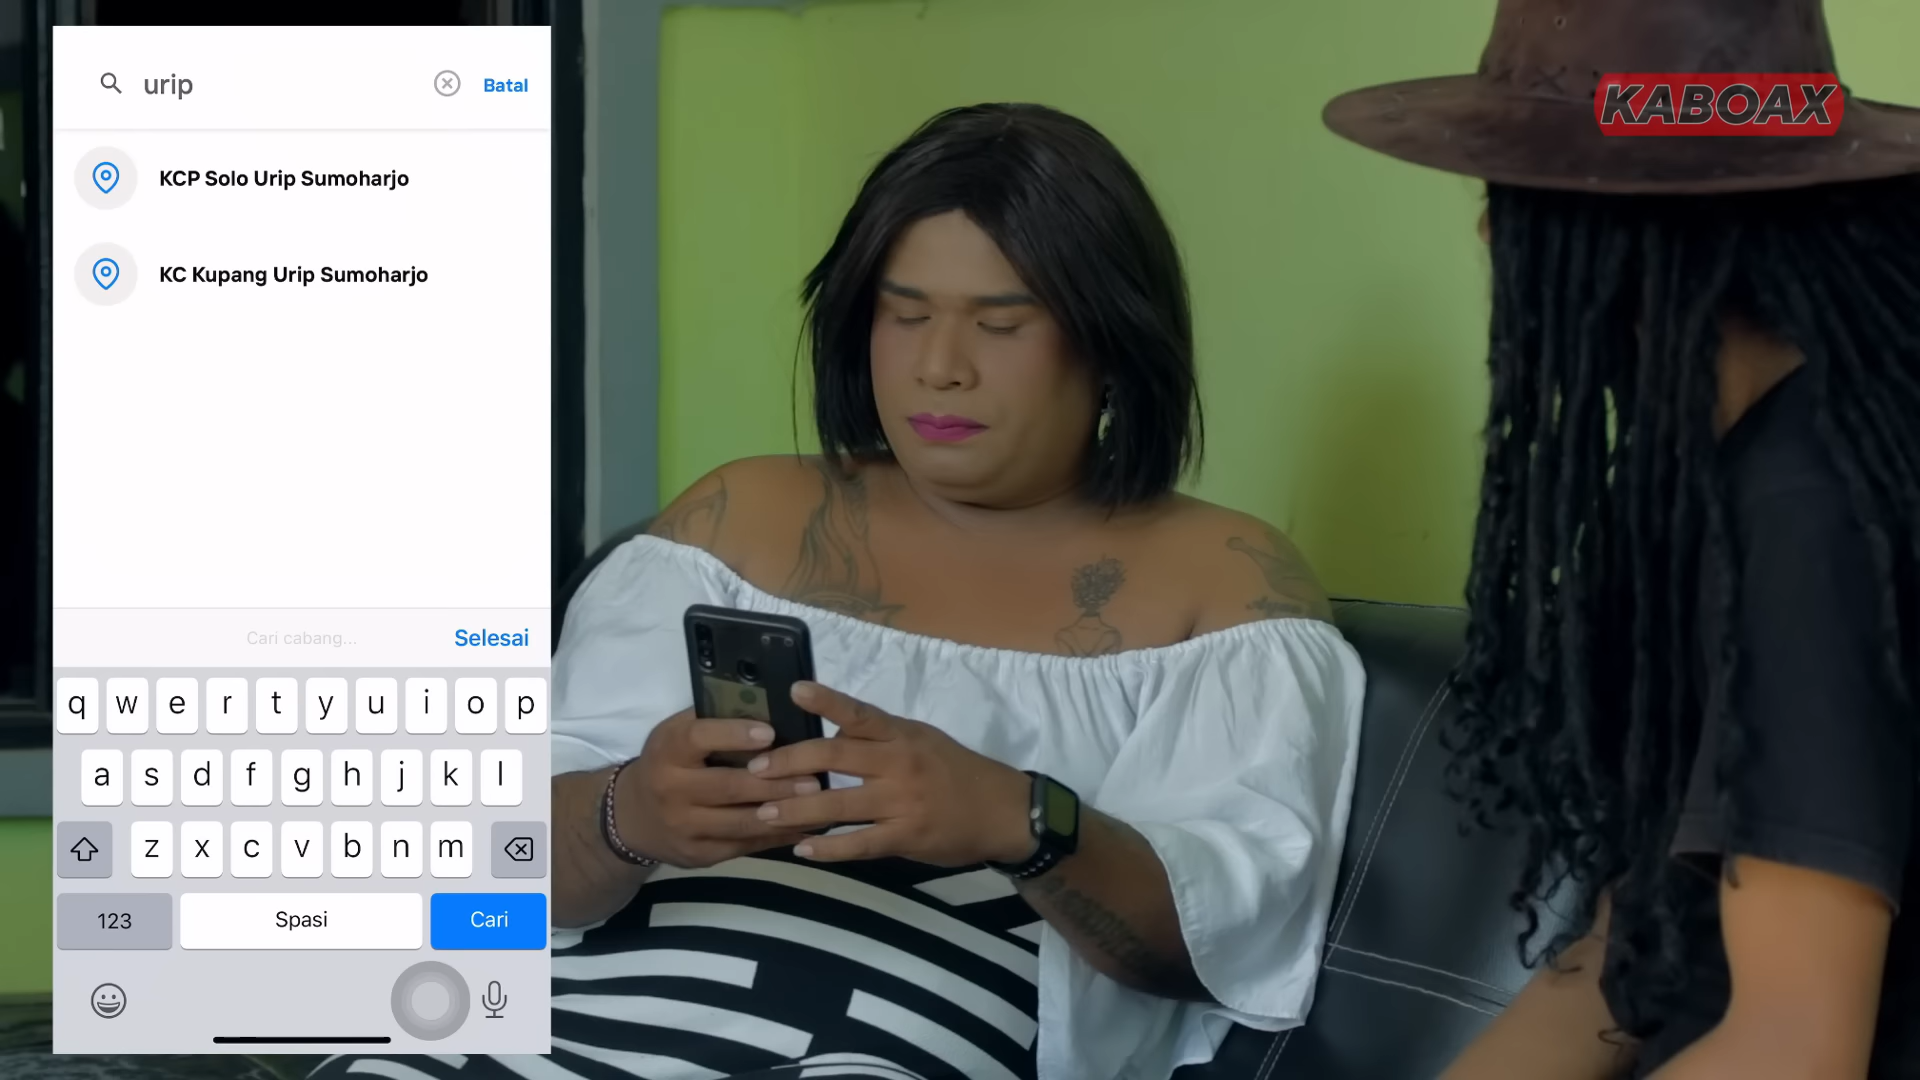 urip
Batal
KCP Solo Urip Sumoharjo
KC Kupang Urip Sumoharjo
Cari cabang...
Selesai
q w e r t y u i o p
a s d f g h j k l
z x c v b n m
123
Spasi
Cari
KABOAX